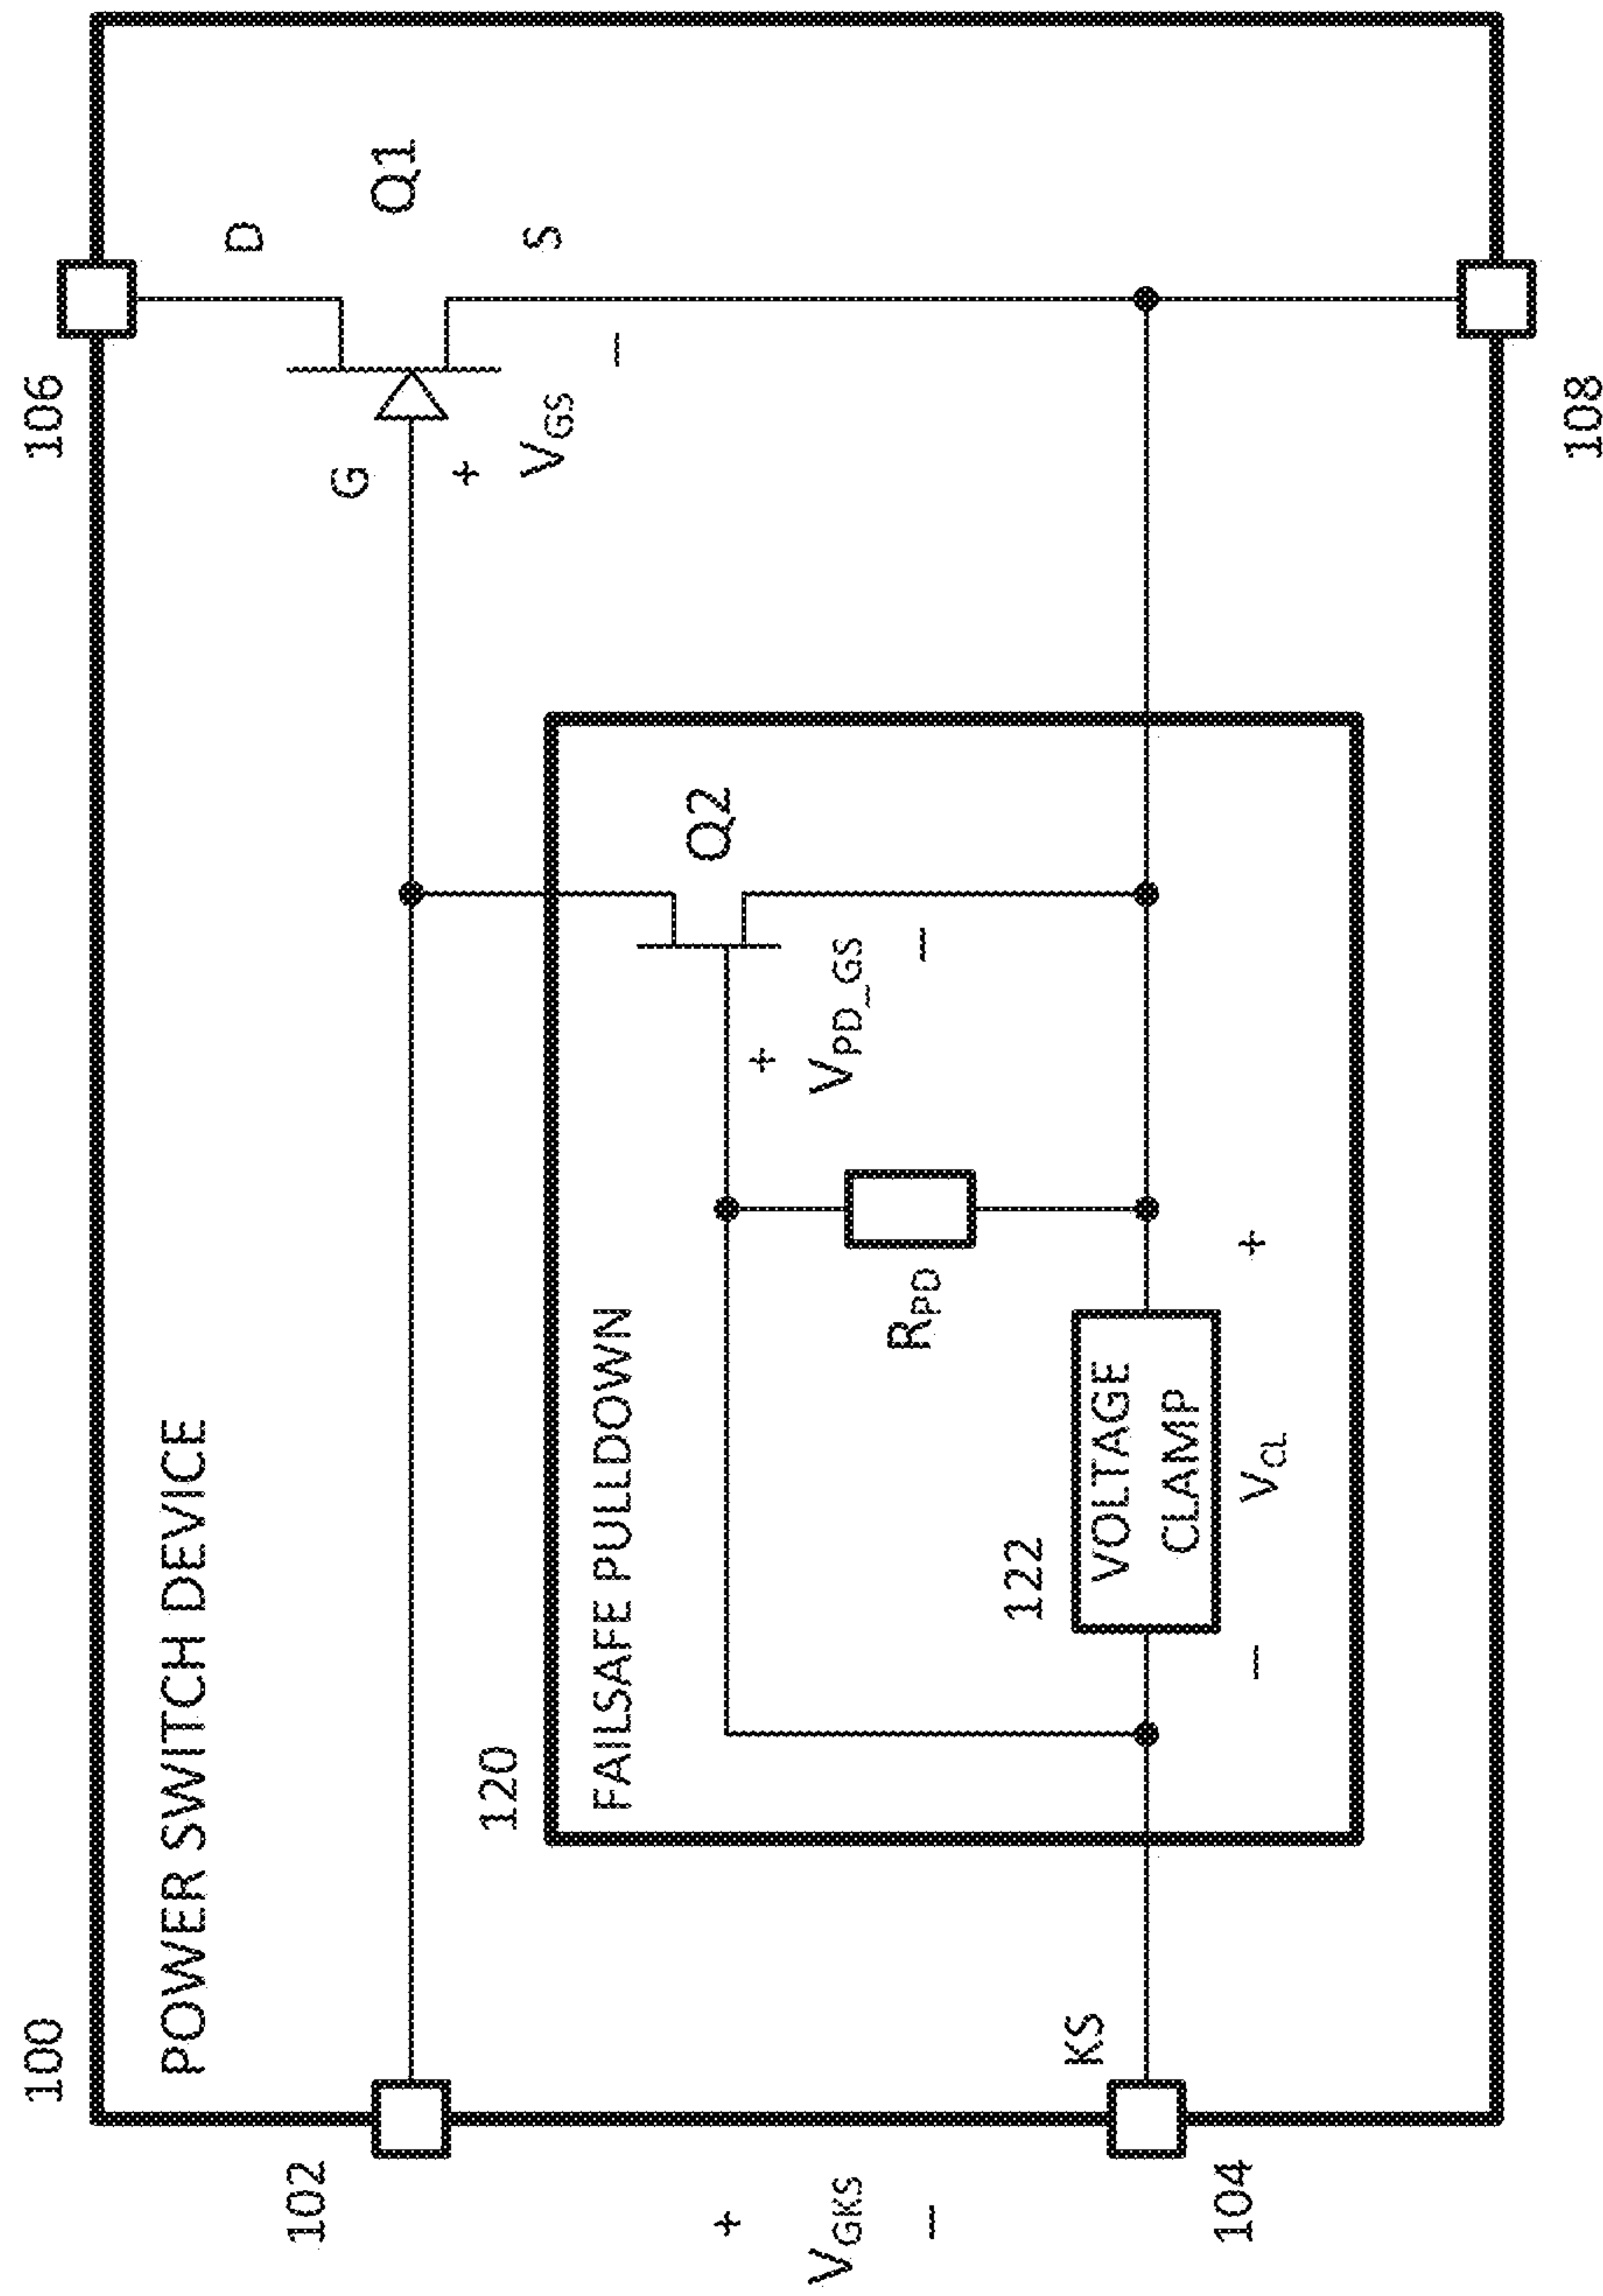 100
POWER SWITCH DEVICE
106
D
Q1
S
G
+
V_GS
–
102
+
V_GKS
–
104
KS
120
FAILSAFE PULLDOWN
Q2
+
V_PD_GS
–
R_PD
122
VOLTAGE
CLAMP
–
V_CL
+
108